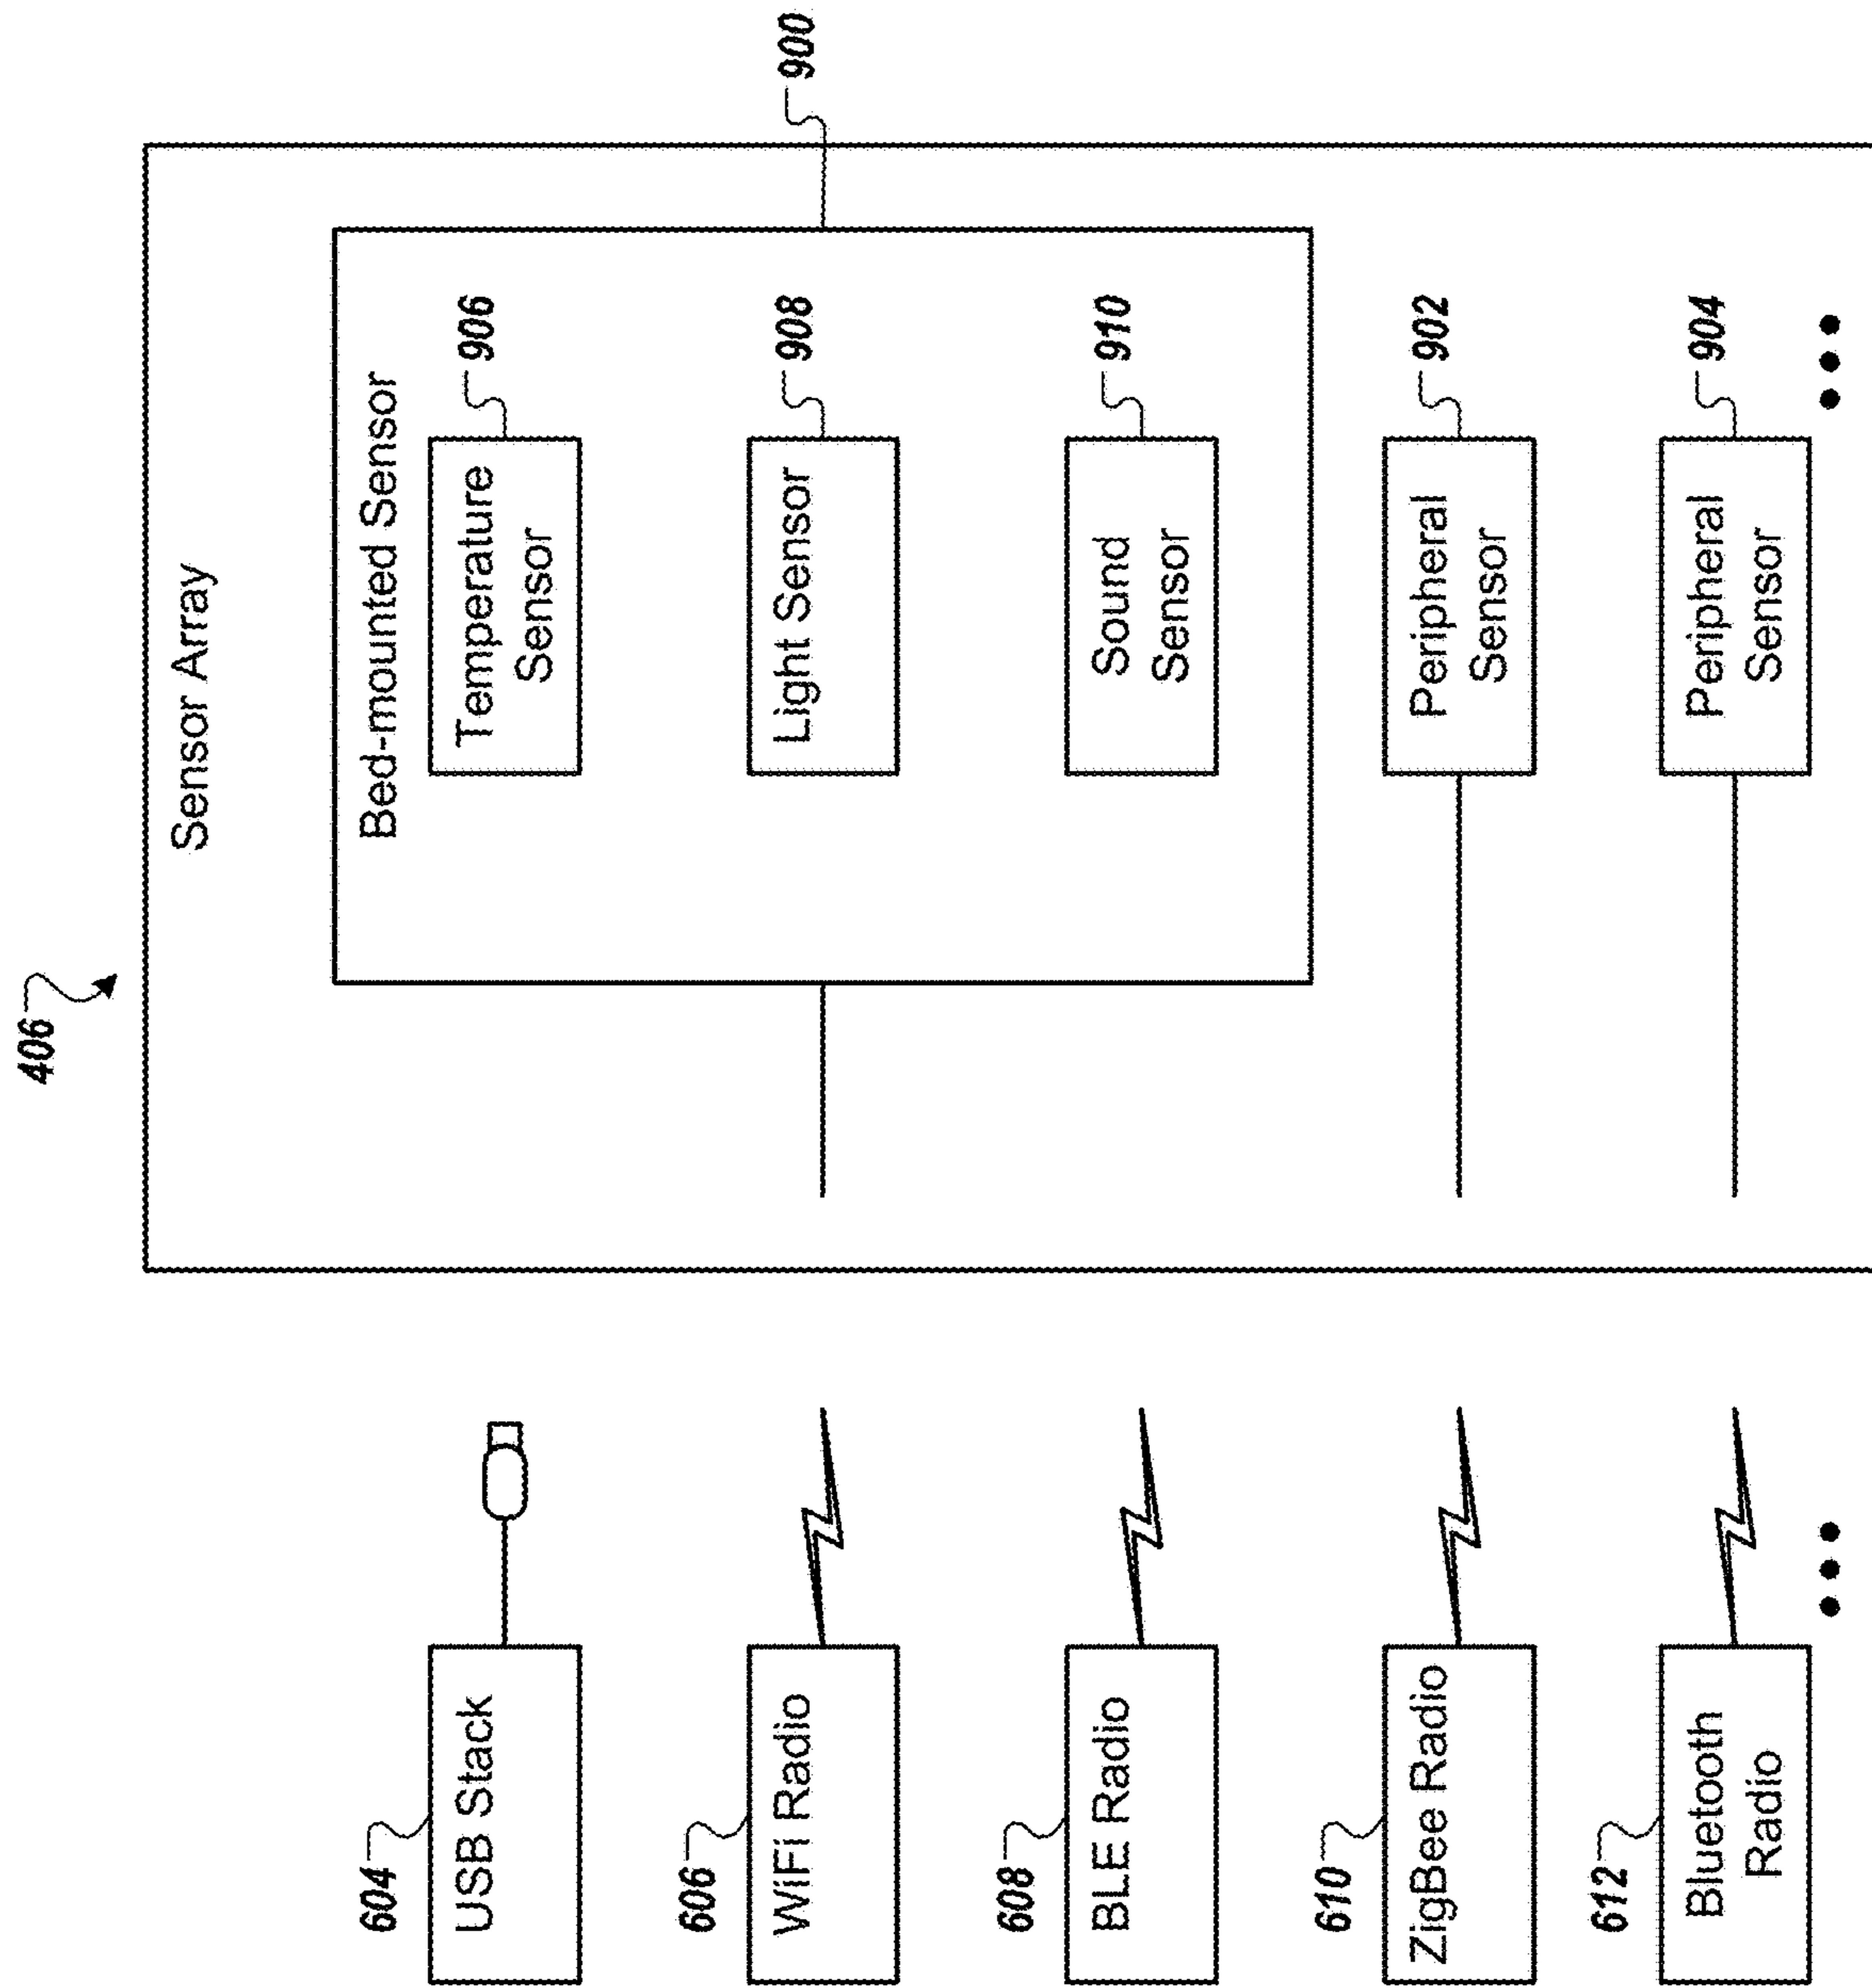 406
Sensor Array
Bed-mounted Sensor
900
604
USB Stack
Temperature
Sensor
906
606
WiFi Radio
Light Sensor
908
608
BLE Radio
Sound
Sensor
910
610
ZigBee Radio
Peripheral
Sensor
902
612
Bluetooth
Radio
Peripheral
Sensor
904